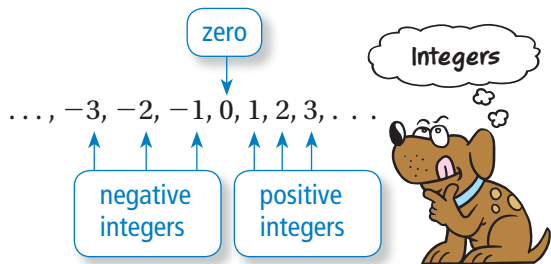 zero
Integers
. . ., −3, −2, −1, 0, 1, 2, 3, . . .
negative
integers
positive
integers